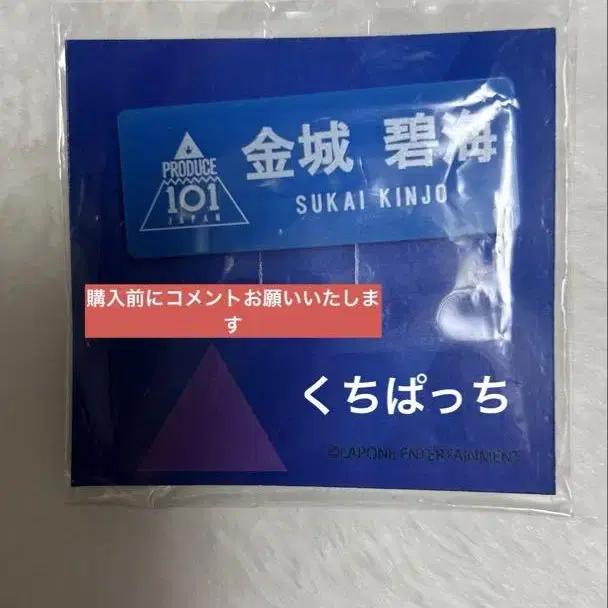 PRODUCE
101
JAPAN
金城 碧海
SUKAI KINJO
購入前にコメントお願いいたしま
す
くちぱっち
©LAPONE ENTERTAINMENT